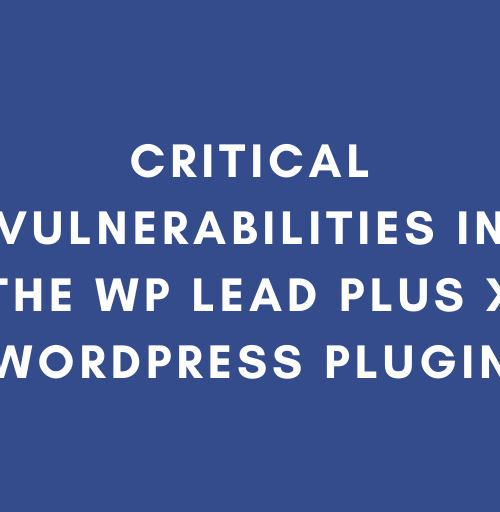 CRITICAL
VULNERABILITIES IN
THE WP LEAD PLUS X
WORDPRESS PLUGIN